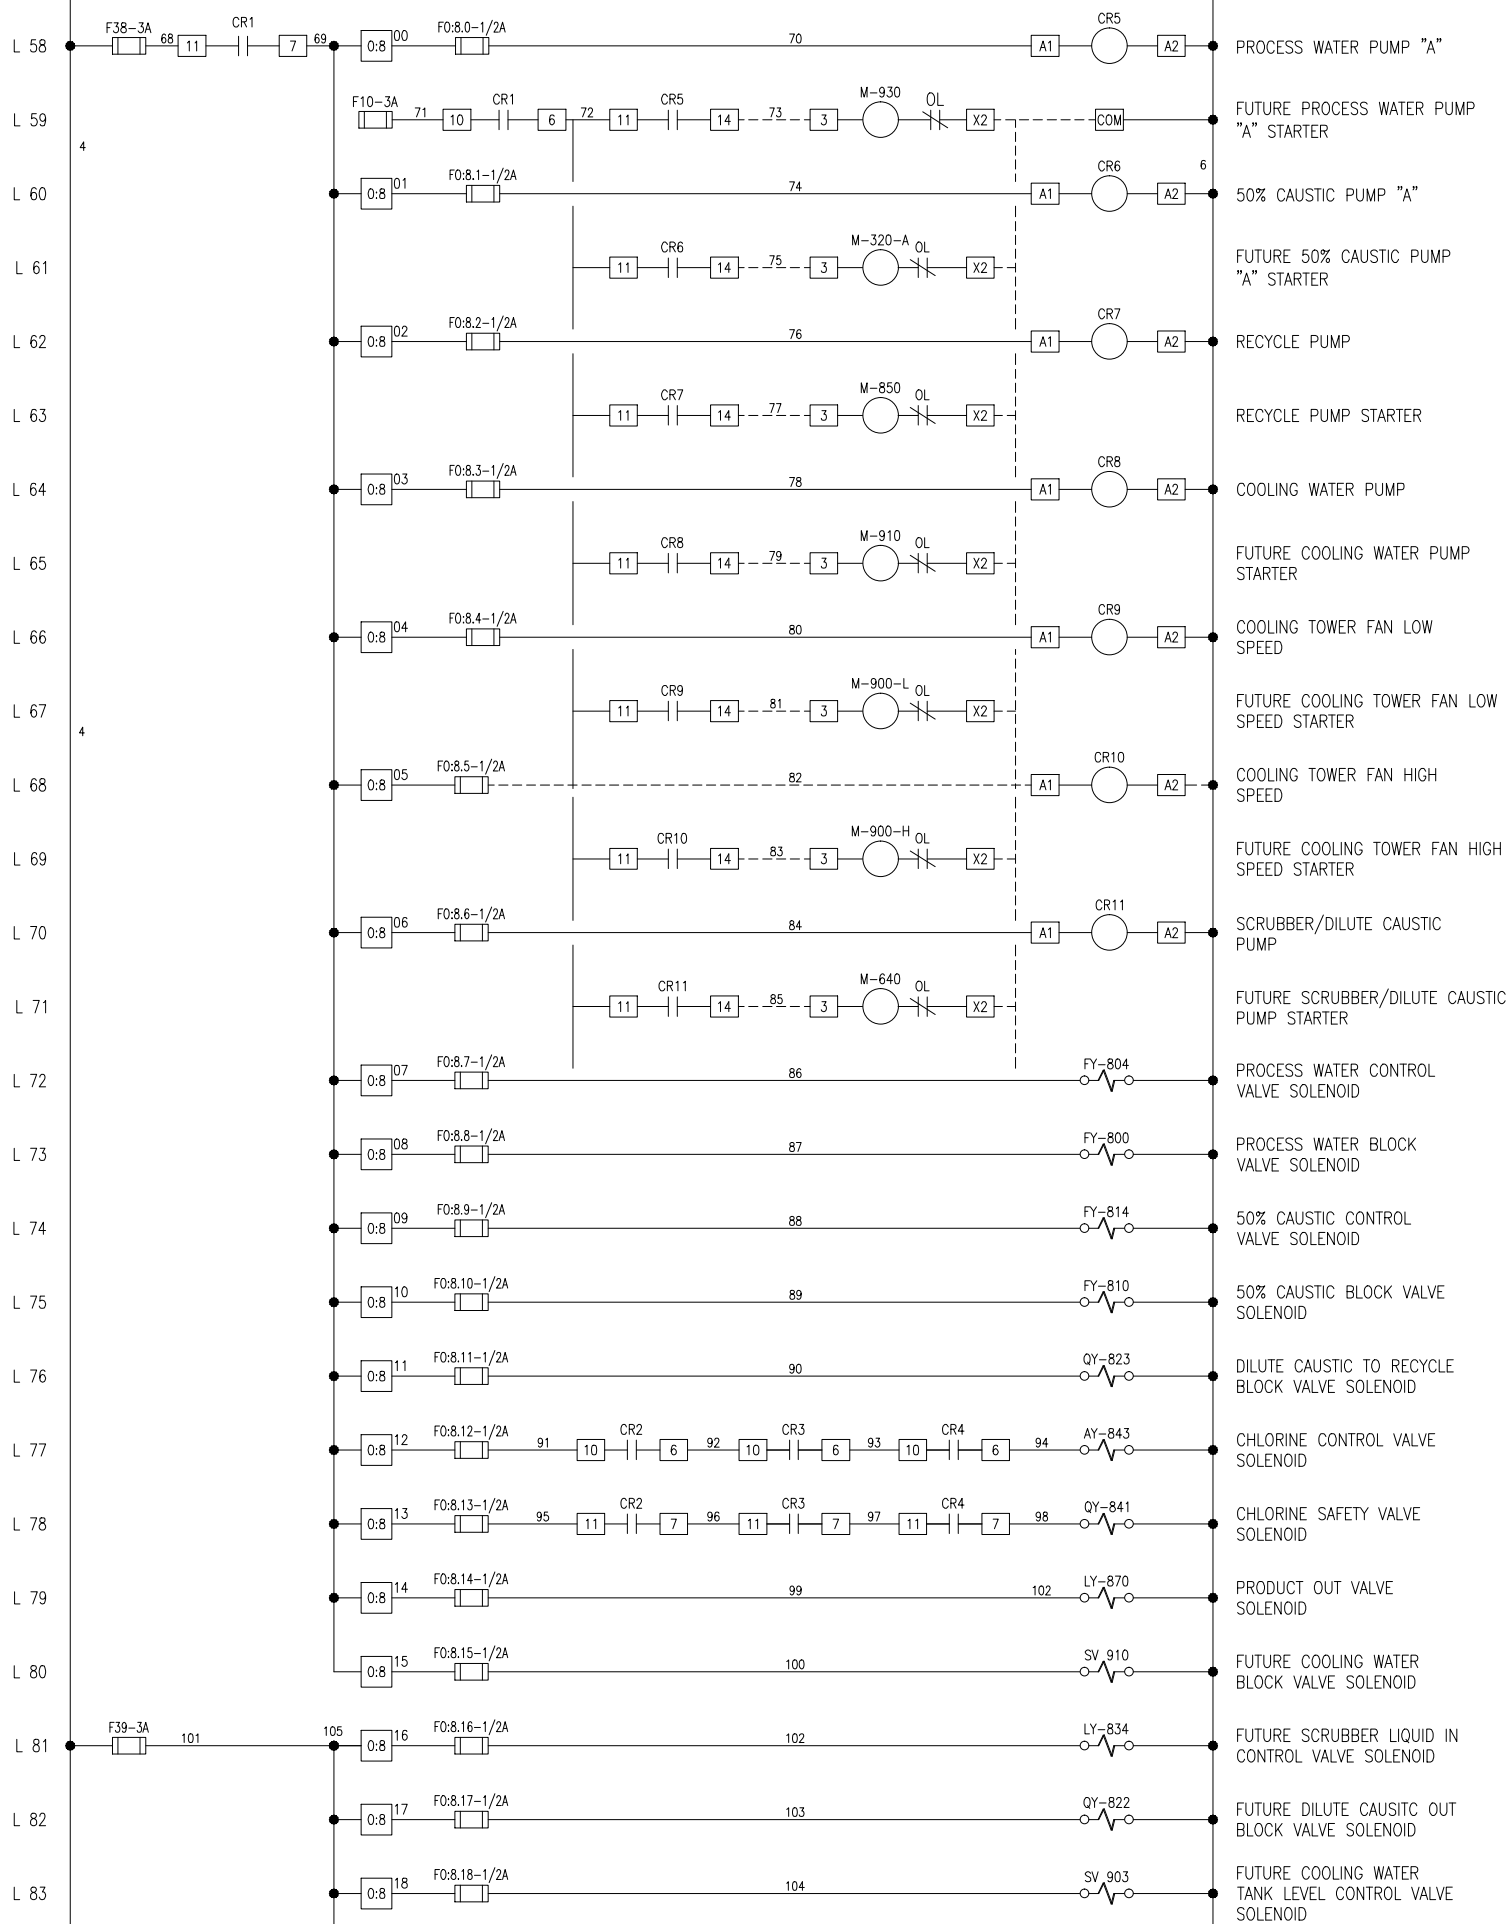 CR1 CR5
F38-3A F0:8.0-1/2A
L 58 68 11 7 69 0:8 00 70 A1 A2 PROCESS WATER PUMP "A"
F10-3A CR1 CR5 M-930 OL
L 59 71 10 6 72 11 14 73 3 X2 COM FUTURE PROCESS WATER PUMP
"A" STARTER
4
6
F0:8.1-1/2A CR6
L 60 0:8 01 74 A1 A2 50% CAUSTIC PUMP "A"
CR6 M-320-A OL
L 61 11 14 75 3 X2 FUTURE 50% CAUSTIC PUMP
"A" STARTER
F0:8.2-1/2A CR7
L 62 0:8 02 76 A1 A2 RECYCLE PUMP
CR7 M-850 OL
L 63 11 14 77 3 X2 RECYCLE PUMP STARTER
F0:8.3-1/2A CR8
L 64 0:8 03 78 A1 A2 COOLING WATER PUMP
CR8 M-910 OL
L 65 11 14 79 3 X2 FUTURE COOLING WATER PUMP
STARTER
F0:8.4-1/2A CR9
L 66 0:8 04 80 A1 A2 COOLING TOWER FAN LOW
SPEED
CR9 M-900-L OL
L 67 11 14 81 3 X2 FUTURE COOLING TOWER FAN LOW
SPEED STARTER
4
F0:8.5-1/2A CR10
L 68 0:8 05 82 A1 A2 COOLING TOWER FAN HIGH
SPEED
CR10 M-900-H OL
L 69 11 14 83 3 X2 FUTURE COOLING TOWER FAN HIGH
SPEED STARTER
F0:8.6-1/2A CR11
L 70 0:8 06 84 A1 A2 SCRUBBER/DILUTE CAUSTIC
PUMP
CR11 M-640 OL
L 71 11 14 85 3 X2 FUTURE SCRUBBER/DILUTE CAUSTIC
PUMP STARTER
F0:8.7-1/2A FY-804
L 72 0:8 07 86 PROCESS WATER CONTROL
VALVE SOLENOID
F0:8.8-1/2A FY-800
L 73 0:8 08 87 PROCESS WATER BLOCK
VALVE SOLENOID
F0:8.9-1/2A FY-814
L 74 0:8 09 88 50% CAUSTIC CONTROL
VALVE SOLENOID
F0:8.10-1/2A FY-810
L 75 0:8 10 89 50% CAUSTIC BLOCK VALVE
SOLENOID
F0:8.11-1/2A QY-823
L 76 0:8 11 90 DILUTE CAUSTIC TO RECYCLE
BLOCK VALVE SOLENOID
F0:8.12-1/2A CR2 CR3 CR4 AY-843
L 77 0:8 12 91 10 6 92 10 6 93 10 6 94 CHLORINE CONTROL VALVE
SOLENOID
F0:8.13-1/2A CR2 CR3 CR4 QY-841
L 78 0:8 13 95 11 7 96 11 7 97 11 7 98 CHLORINE SAFETY VALVE
SOLENOID
F0:8.14-1/2A LY-870
L 79 0:8 14 99 102 PRODUCT OUT VALVE
SOLENOID
F0:8.15-1/2A SV 910
L 80 0:8 15 100 FUTURE COOLING WATER
BLOCK VALVE SOLENOID
F39-3A F0:8.16-1/2A LY-834
L 81 101 105 0:8 16 102 FUTURE SCRUBBER LIQUID IN
CONTROL VALVE SOLENOID
F0:8.17-1/2A QY-822
L 82 0:8 17 103 FUTURE DILUTE CAUSITC OUT
BLOCK VALVE SOLENOID
F0:8.18-1/2A SV 903
L 83 0:8 18 104 FUTURE COOLING WATER
TANK LEVEL CONTROL VALVE
SOLENOID